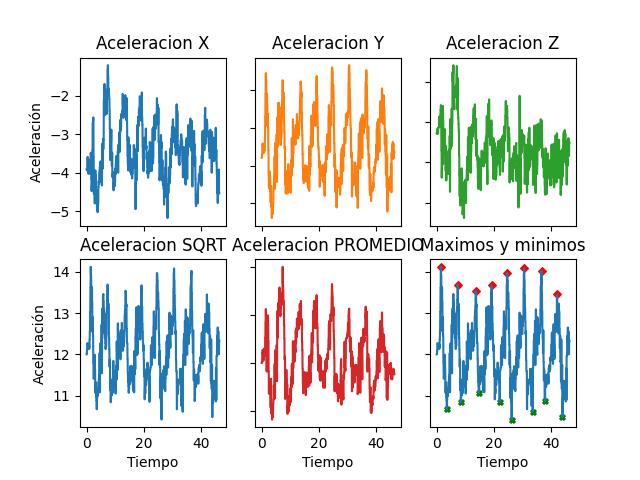 Aceleracion X
Aceleracion Y
Aceleracion Z
Aceleración
−2
−3
−4
−5
Aceleracion SQRT
Aceleracion PROMEDIO
Maximos y minimos
Aceleración
14
13
12
11
0
20
40
0
20
40
0
20
40
Tiempo
Tiempo
Tiempo